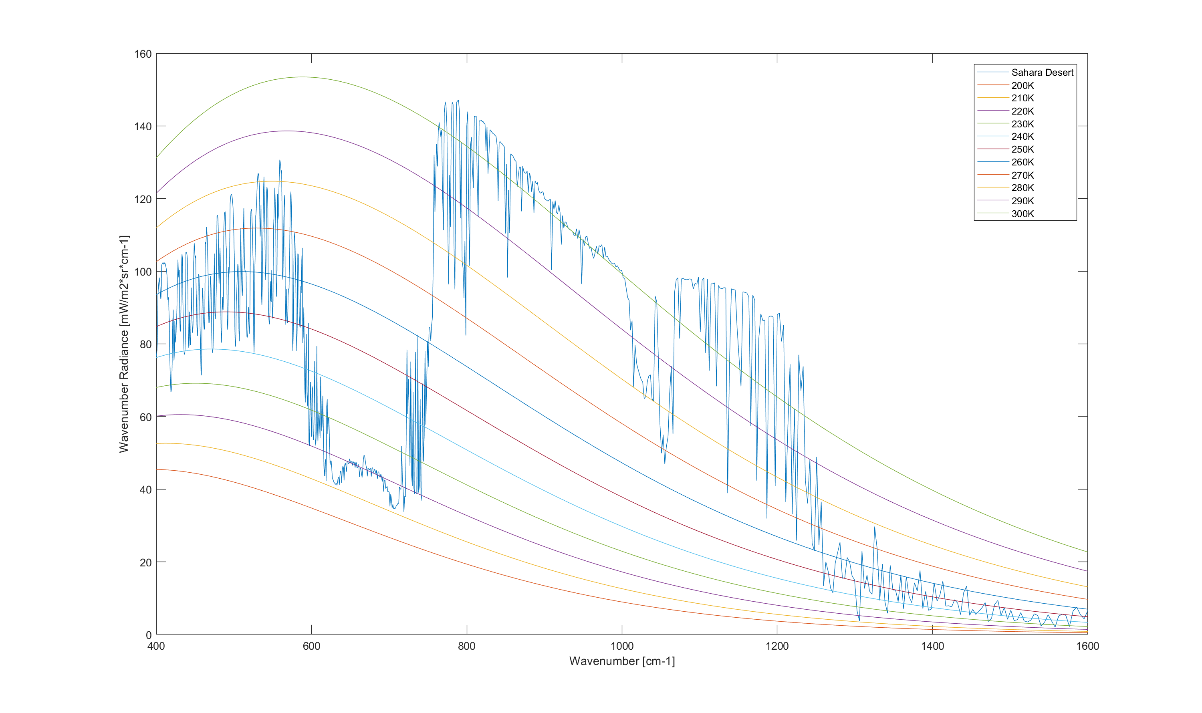 160
140
120
100
80
60
40
20
0
Wavenumber Radiance [mW/m2*sr*cm-1]
400 600 800 1000 1200 1400 1600
Wavenumber [cm-1]
Sahara Desert
200K
210K
220K
230K
240K
250K
260K
270K
280K
290K
300K